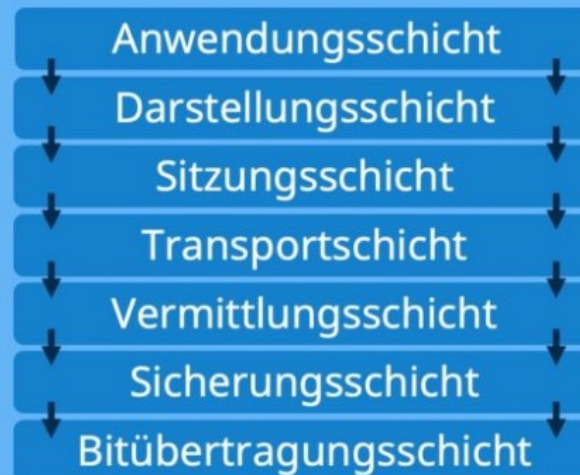 Anwendungsschicht
Darstellungsschicht
Sitzungsschicht
Transportschicht
Vermittlungsschicht
Sicherungsschicht
Bitübertragungsschicht